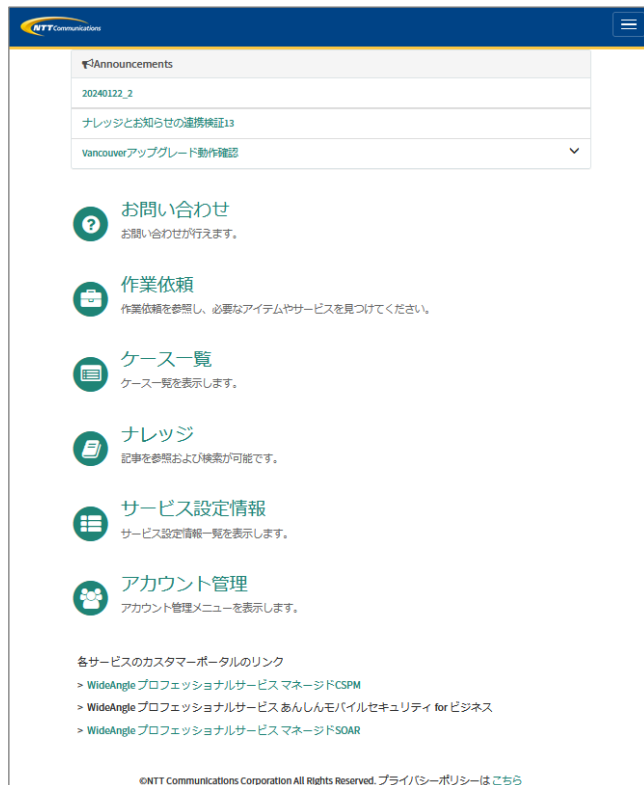 NTT Communications
Announcements
20240122_2
ナレッジとお知らせの連携検証13
Vancouverアップグレード動作確認
お問い合わせ
お問い合わせが行えます。
作業依頼
作業依頼を参照し、必要なアイテムやサービスを見つけてください。
ケース一覧
ケース一覧を表示します。
ナレッジ
記事を参照および検索が可能です。
サービス設定情報
サービス設定情報一覧を表示します。
アカウント管理
アカウント管理メニューを表示します。
各サービスのカスタマーポータルのリンク
> WideAngle プロフェッショナルサービス マネージドCSPM
> WideAngle プロフェッショナルサービス あんしんモバイルセキュリティ for ビジネス
> WideAngle プロフェッショナルサービス マネージドSOAR
©NTT Communications Corporation All Rights Reserved. プライバシーポリシーは こちら